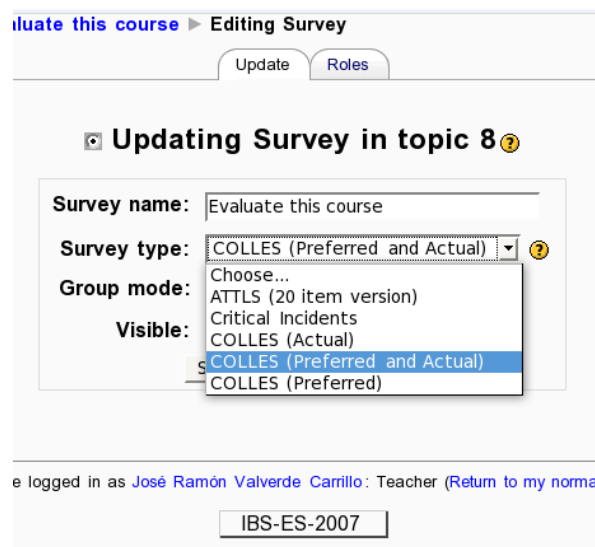 aluate this course ► Editing Survey
Update Roles
Updating Survey in topic 8
Survey name: Evaluate this course
Survey type: COLLES (Preferred and Actual)
Choose...
Group mode: ATTLS (20 item version)
Critical Incidents
Visible: COLLES (Actual)
COLLES (Preferred and Actual)
COLLES (Preferred)
e logged in as José Ramón Valverde Carrillo: Teacher (Return to my norma
IBS-ES-2007